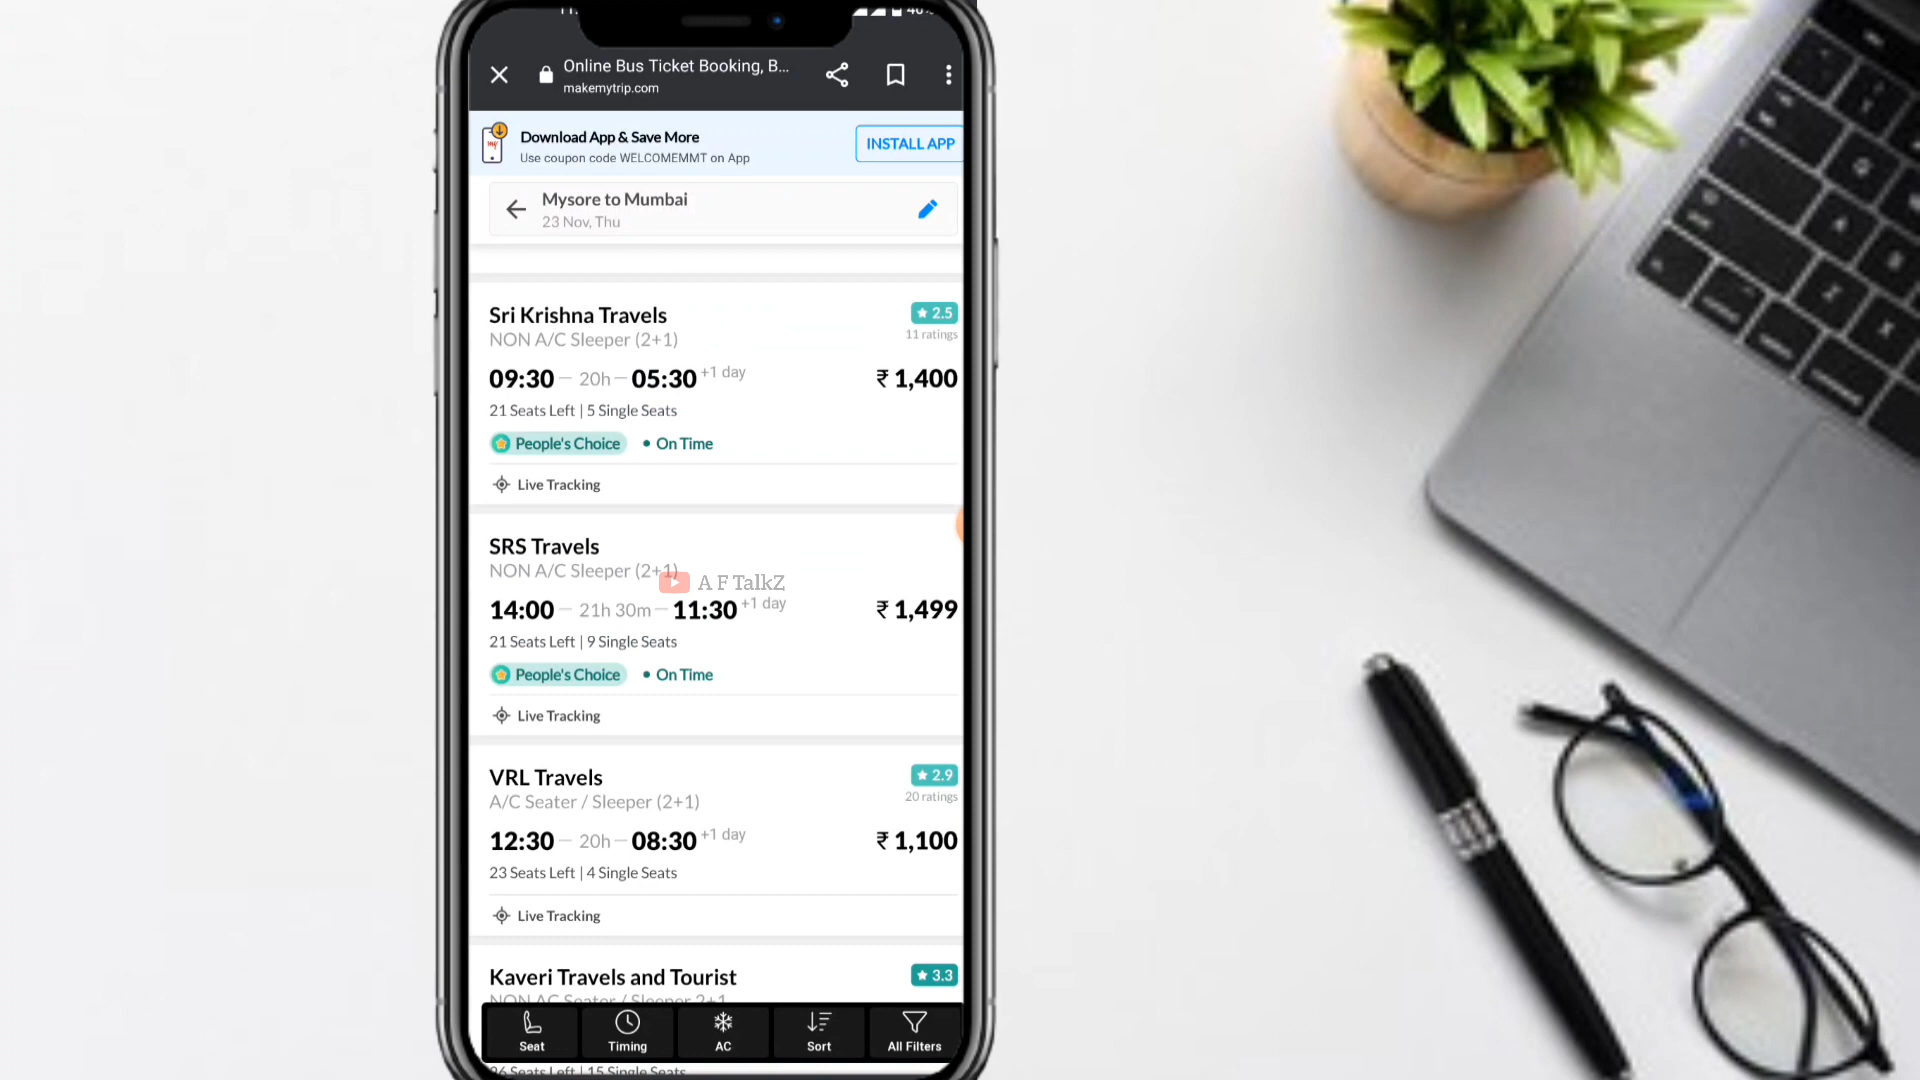 Online Bus Ticket Booking, B...
makemytrip.com
Download App & Save More
Use coupon code WELCOMEMMT on App
INSTALL APP
Mysore to Mumbai
23 Nov, Thu
Sri Krishna Travels
2.5
NON A/C Sleeper (2+1)
11 ratings
09:30 — 20h — 05:30 +1 day
₹ 1,400
21 Seats Left | 5 Single Seats
People's Choice • On Time
Live Tracking
SRS Travels
NON A/C Sleeper (2+1)
A F TalkZ
14:00 — 21h 30m — 11:30 +1 day
₹ 1,499
21 Seats Left | 9 Single Seats
People's Choice • On Time
Live Tracking
VRL Travels
2.9
A/C Seater / Sleeper (2+1)
20 ratings
12:30 — 20h — 08:30 +1 day
₹ 1,100
23 Seats Left | 4 Single Seats
Live Tracking
Kaveri Travels and Tourist
3.3
NON AC Seater / Sleeper 2+1
Seat
Timing
AC
Sort
All Filters
26 Seats Left | 15 Single Seats